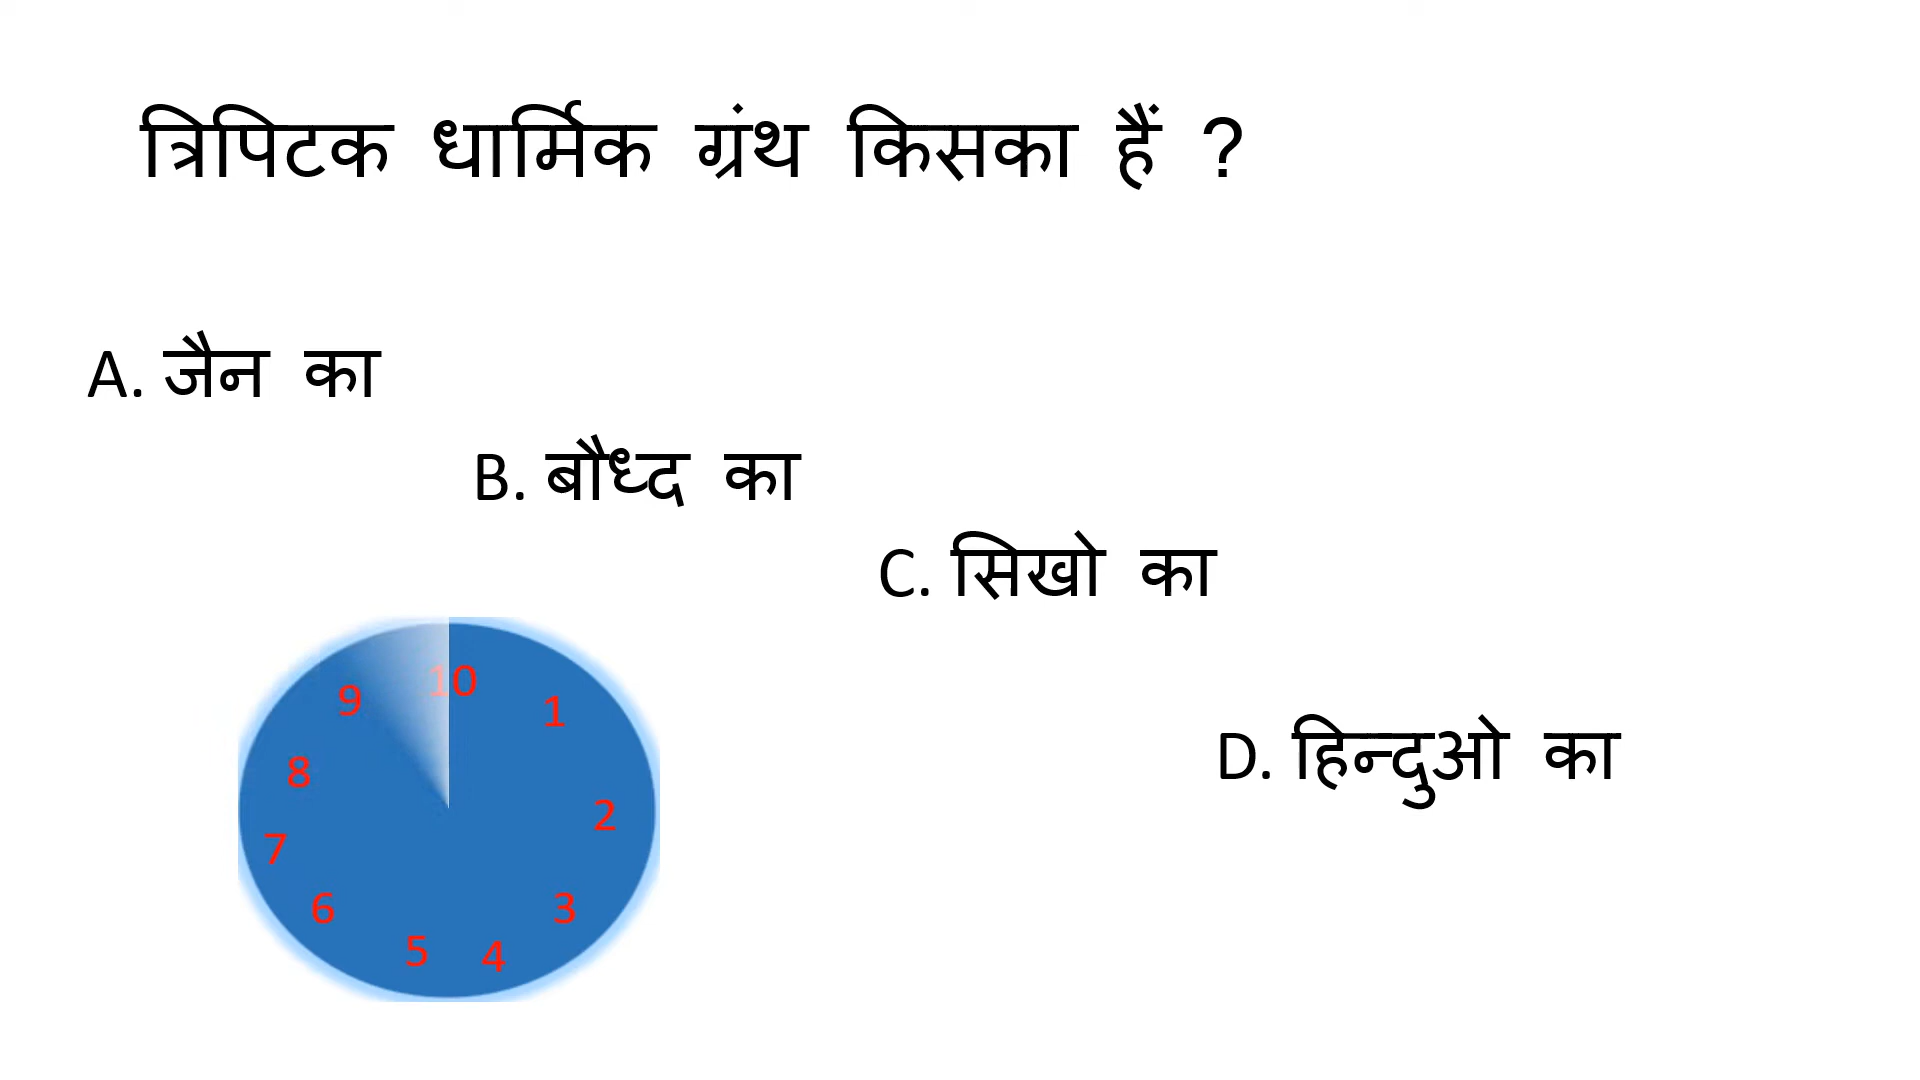 त्रिपिटक धार्मिक ग्रंथ किसका हैं ?
A. जैन का
B. बौध्द का
C. सिखो का
D. हिन्दुओ का
10
9
1
8
2
7
6
3
5
4